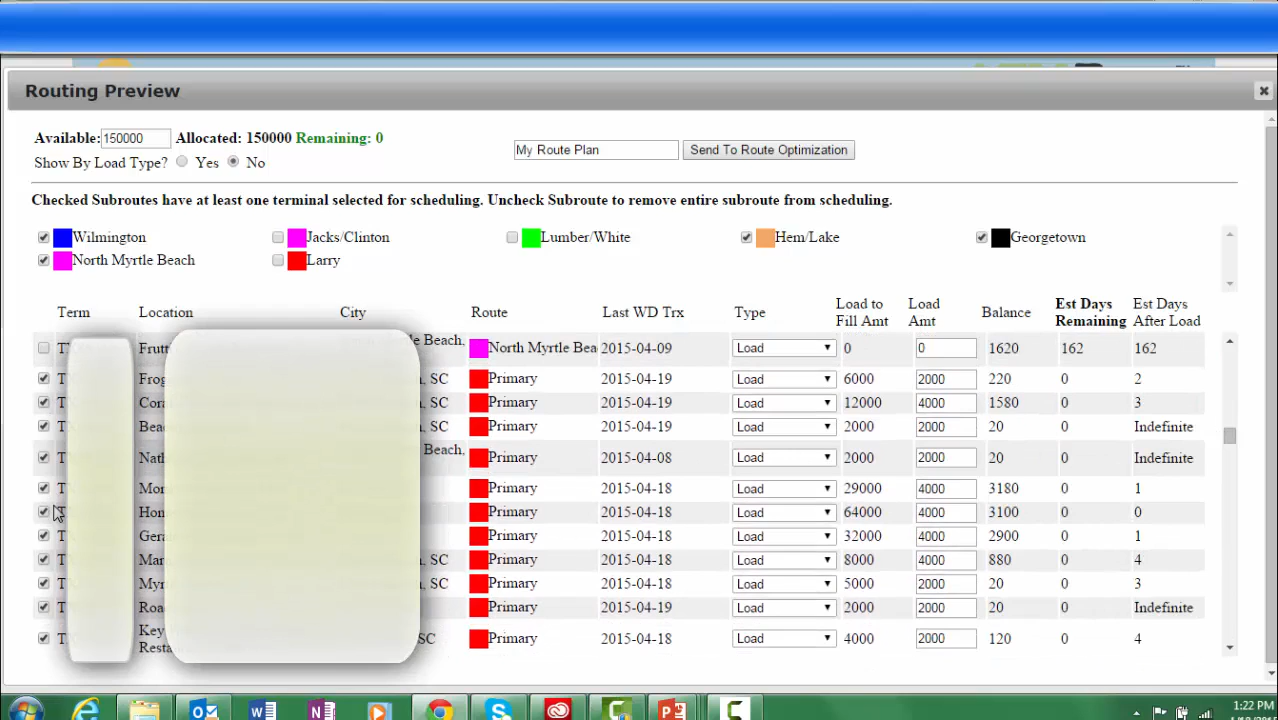 Routing Preview
Available: 150000 Allocated: 150000 Remaining: 0
My Route Plan Send To Route Optimization
Show By Load Type? Yes No
Checked Subroutes have at least one terminal selected for scheduling. Uncheck Subroute to remove entire subroute from scheduling.
Wilmington Jacks/Clinton Lumber/White Hem/Lake Georgetown
North Myrtle Beach Larry
Term Location City Route Last WD Trx Type Load to Fill Amt Load Amt Balance Est Days Remaining Est Days After Load
Beach, North Myrtle Bea 2015-04-09 Load 0 0 1620 162 162
SC Primary 2015-04-19 Load 6000 2000 220 0 2
SC Primary 2015-04-19 Load 12000 4000 1580 0 3
SC Primary 2015-04-19 Load 2000 2000 20 0 Indefinite
Beach, Primary 2015-04-08 Load 2000 2000 20 0 Indefinite
Primary 2015-04-18 Load 29000 4000 3180 0 1
Primary 2015-04-18 Load 64000 4000 3100 0 0
Primary 2015-04-18 Load 32000 4000 2900 0 1
SC Primary 2015-04-18 Load 8000 4000 880 0 4
SC Primary 2015-04-18 Load 5000 2000 20 0 3
Primary 2015-04-19 Load 2000 2000 20 0 Indefinite
Key SC Primary 2015-04-18 Load 4000 2000 120 0 4
1:22 PM